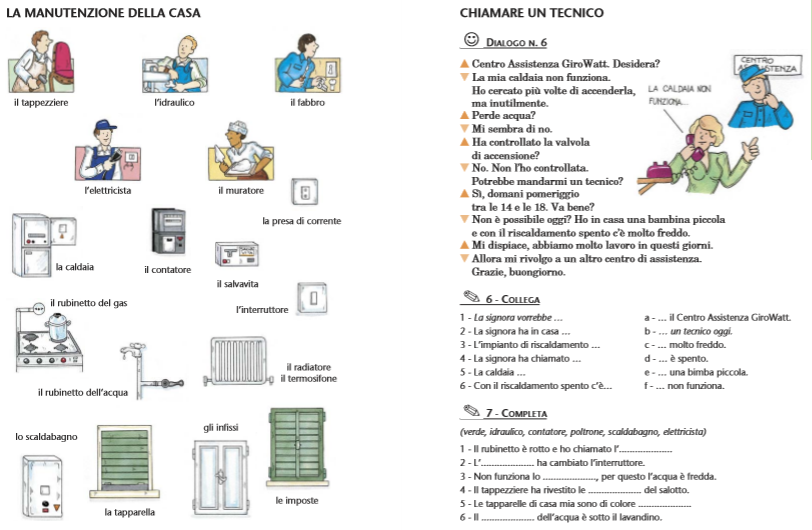 LA MANUTENZIONE DELLA CASA
il tappezziere
l'idraulico
il fabbro
l'elettricista
il muratore
la presa di corrente
la caldaia
il contatore
il salvavita
l'interruttore
il rubinetto del gas
il rubinetto dell'acqua
il radiatore
il termosifone
lo scaldabagno
la tapparella
gli infissi
le imposte
CHIAMARE UN TECNICO
DIALOGO N. 6
Centro Assistenza GiroWatt. Desidera?
La mia caldaia non funziona.
Ho cercato più volte di accenderla,
ma inutilmente.
Perde acqua?
Mi sembra di no.
Ha controllato la valvola
di accensione?
No. Non l'ho controllata.
Potrebbe mandarmi un tecnico?
Sì, domani pomeriggio
tra le 14 e le 18. Va bene?
Non è possibile oggi? Ho in casa una bambina piccola
e con il riscaldamento spento c'è molto freddo.
Mi dispiace, abbiamo molto lavoro in questi giorni.
Allora mi rivolgo a un altro centro di assistenza.
Grazie, buongiorno.
CENTRO
ASSISTENZA
LA CALDAIA NON
FUNZIONA...
6 - COLLEGA
1 - La signora vorrebbe ...
2 - La signora ha in casa ...
3 - L'impianto di riscaldamento ...
4 - La signora ha chiamato ...
5 - La caldaia ...
6 - Con il riscaldamento spento c'è...
a - ... il Centro Assistenza GiroWatt.
b - ... un tecnico oggi.
c - ... molto freddo.
d - ... è spento.
e - ... una bimba piccola.
f - ... non funziona.
7 - COMPLETA
(verde, idraulico, contatore, poltrone, scaldabagno, elettricista)
1 - Il rubinetto è rotto e ho chiamato l'....................
2 - L'.................... ha cambiato l'interruttore.
3 - Non funziona lo ...................., per questo l'acqua è fredda.
4 - Il tappezziere ha rivestito le .................... del salotto.
5 - Le tapparelle di casa mia sono di colore ....................
6 - Il .................... dell'acqua è sotto il lavandino.